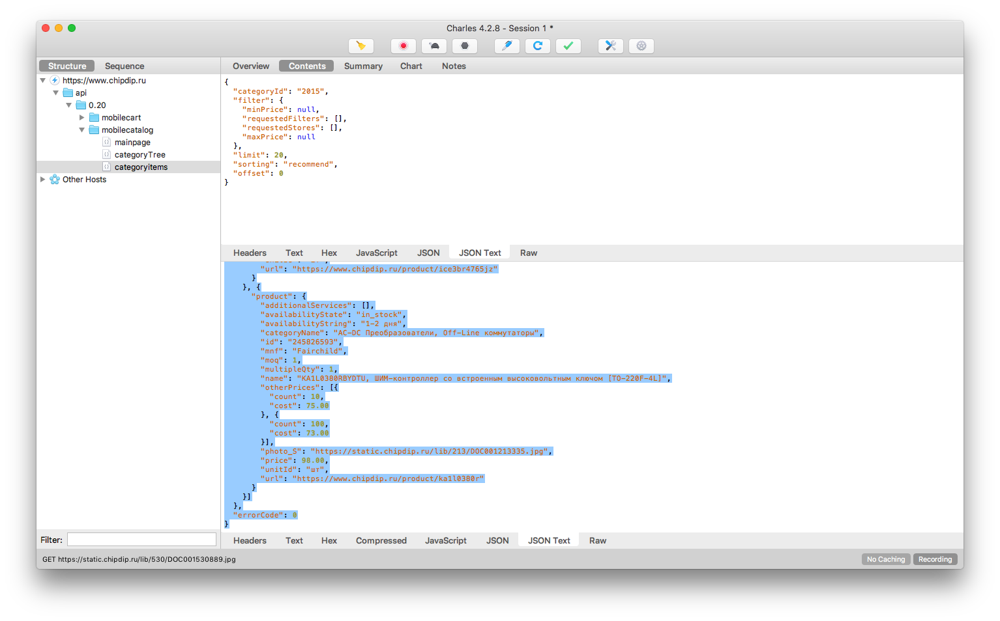 Charles 4.2.8 - Session 1 *
Structure
Sequence
Overview
Contents
Summary
Chart
Notes
https://www.chipdip.ru
api
0.20
mobilecart
mobilecatalog
mainpage
categoryTree
categoryitems
Other Hosts
{
"categoryId": "2015",
"filter": {
"minPrice": null,
"requestedFilters": [],
"requestedStores": [],
"maxPrice": null
},
"limit": 20,
"sorting": "recommend",
"offset": 0
}
Headers
Text
Hex
JavaScript
JSON
JSON Text
Raw
"url": "https://www.chipdip.ru/product/ice3br4765jz"
}
}, {
"product": {
"additionalServices": [],
"availabilityState": "in_stock",
"availabilityString": "1-2 дня",
"categoryName": "AC-DC Преобразователи, Off-Line коммутаторы",
"id": "245826593",
"mnf": "Fairchild",
"moq": 1,
"multipleQty": 1,
"name": "KA1L0380RBYDTU, ШИМ-контроллер со встроенным высоковольтным ключом [TO-220F-4L]",
"otherPrices": [{
"count": 10,
"cost": 75.00
}, {
"count": 100,
"cost": 73.00
}],
"photo_S": "https://static.chipdip.ru/lib/213/DOC001213335.jpg",
"price": 98.00,
"unitId": "шт",
"url": "https://www.chipdip.ru/product/ka1l0380r"
}
}]
},
"errorCode": 0
}
Filter:
Headers
Text
Hex
Compressed
JavaScript
JSON
JSON Text
Raw
GET https://static.chipdip.ru/lib/530/DOC001530889.jpg
No Caching
Recording